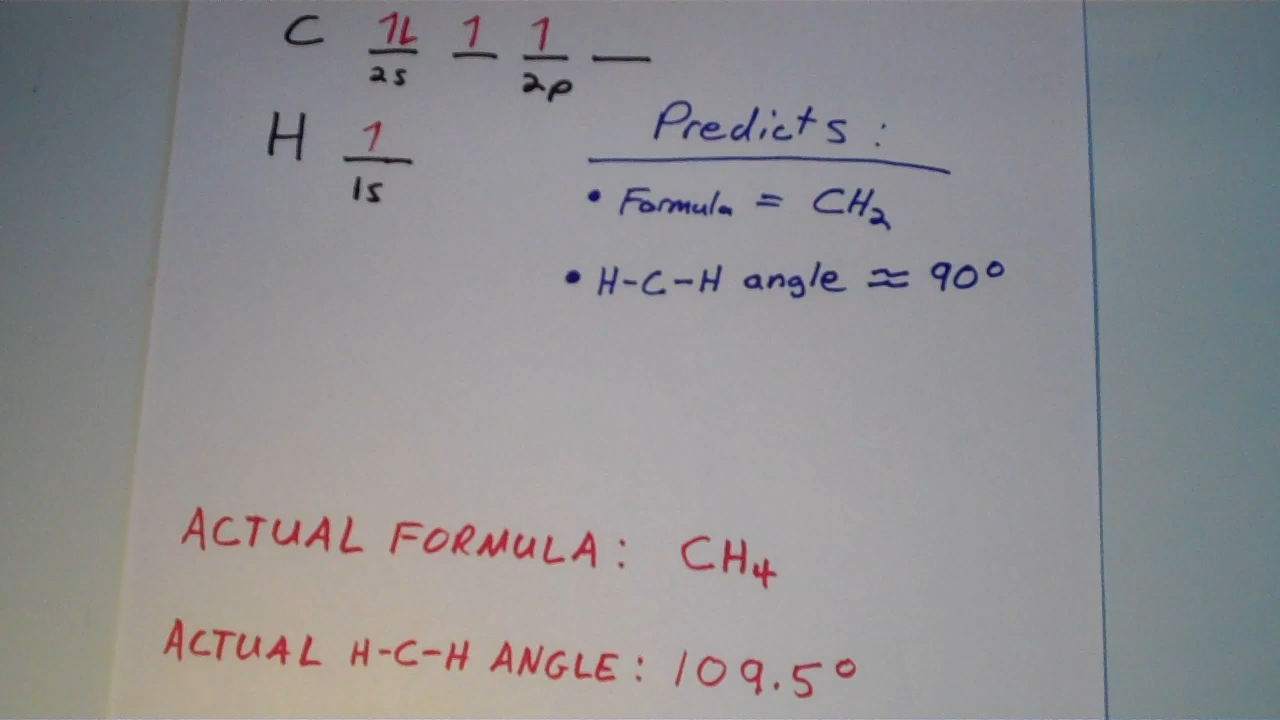 C 1L 1 1
2s 2p
H 1
1s
Predicts:
• Formula = CH₂
• H-C-H angle ≈ 90°
ACTUAL FORMULA: CH₄
ACTUAL H-C-H ANGLE: 109.5°